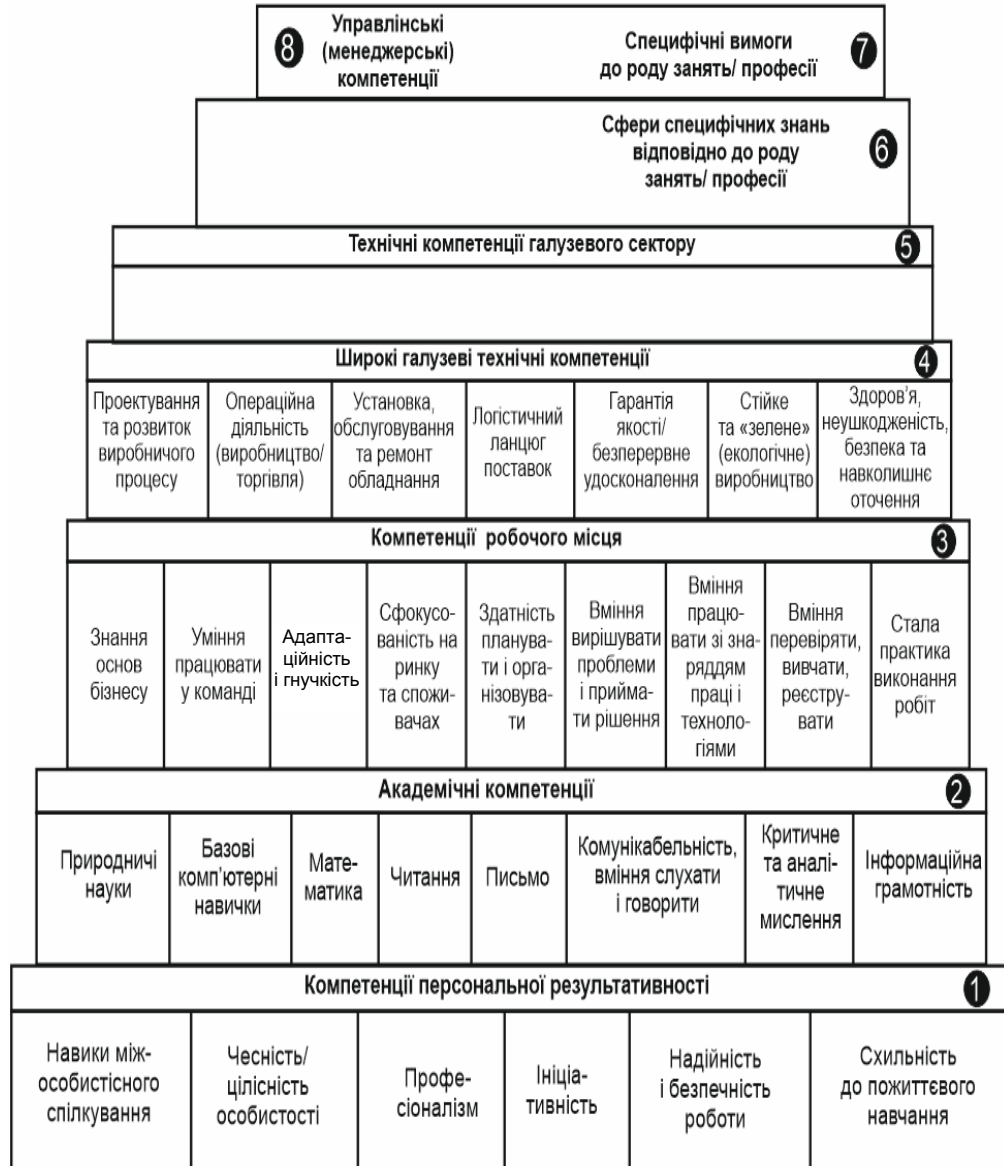 8
Управлінські
(менеджерські)
компетенції
Специфічні вимоги
до роду занять/ професії
7
Сфери специфічних знань
відповідно до роду
занять/ професії
6
Технічні компетенції галузевого сектору
5
Широкі галузеві технічні компетенції
4
Проектування
та розвиток
виробничого
процесу
Операційна
діяльність
(виробництво/
торгівля)
Установка,
обслуговування
та ремонт
обладнання
Логістичний
ланцюг
поставок
Гарантія
якості/
безперервне
удосконалення
Стійке
та «зелене»
(екологічне)
виробництво
Здоров’я,
неушкодженість,
безпека та
навколишнє
оточення
Компетенції робочого місця
3
Знання
основ
бізнесу
Уміння
працювати
у команді
Адапта-
ційність
і гнучкість
Сфокусо-
ваність на
ринку
та спожи-
вачах
Здатність
планува-
ти і орга-
нізовува-
ти
Вміння
вирішувати
проблеми
і прийма-
ти рішення
Вміння
працю-
вати зі зна-
ряддям
праці і
техноло-
гіями
Вміння
перевіряти,
вивчати,
реєстру-
вати
Стала
практика
виконання
робіт
Академічні компетенції
2
Природничі
науки
Базові
комп’ютерні
навички
Мате-
матика
Читання
Письмо
Комунікабельність,
вміння слухати
і говорити
Критичне
та аналі-
тичне
мислення
Інформаційна
грамотність
Компетенції персональної результативності
1
Навики між-
особистісного
спілкування
Чесність/
цілісність
особистості
Профе-
сіоналізм
Ініціа-
тивність
Надійність
і безпечність
роботи
Схильність
до пожиттєвого
навчання